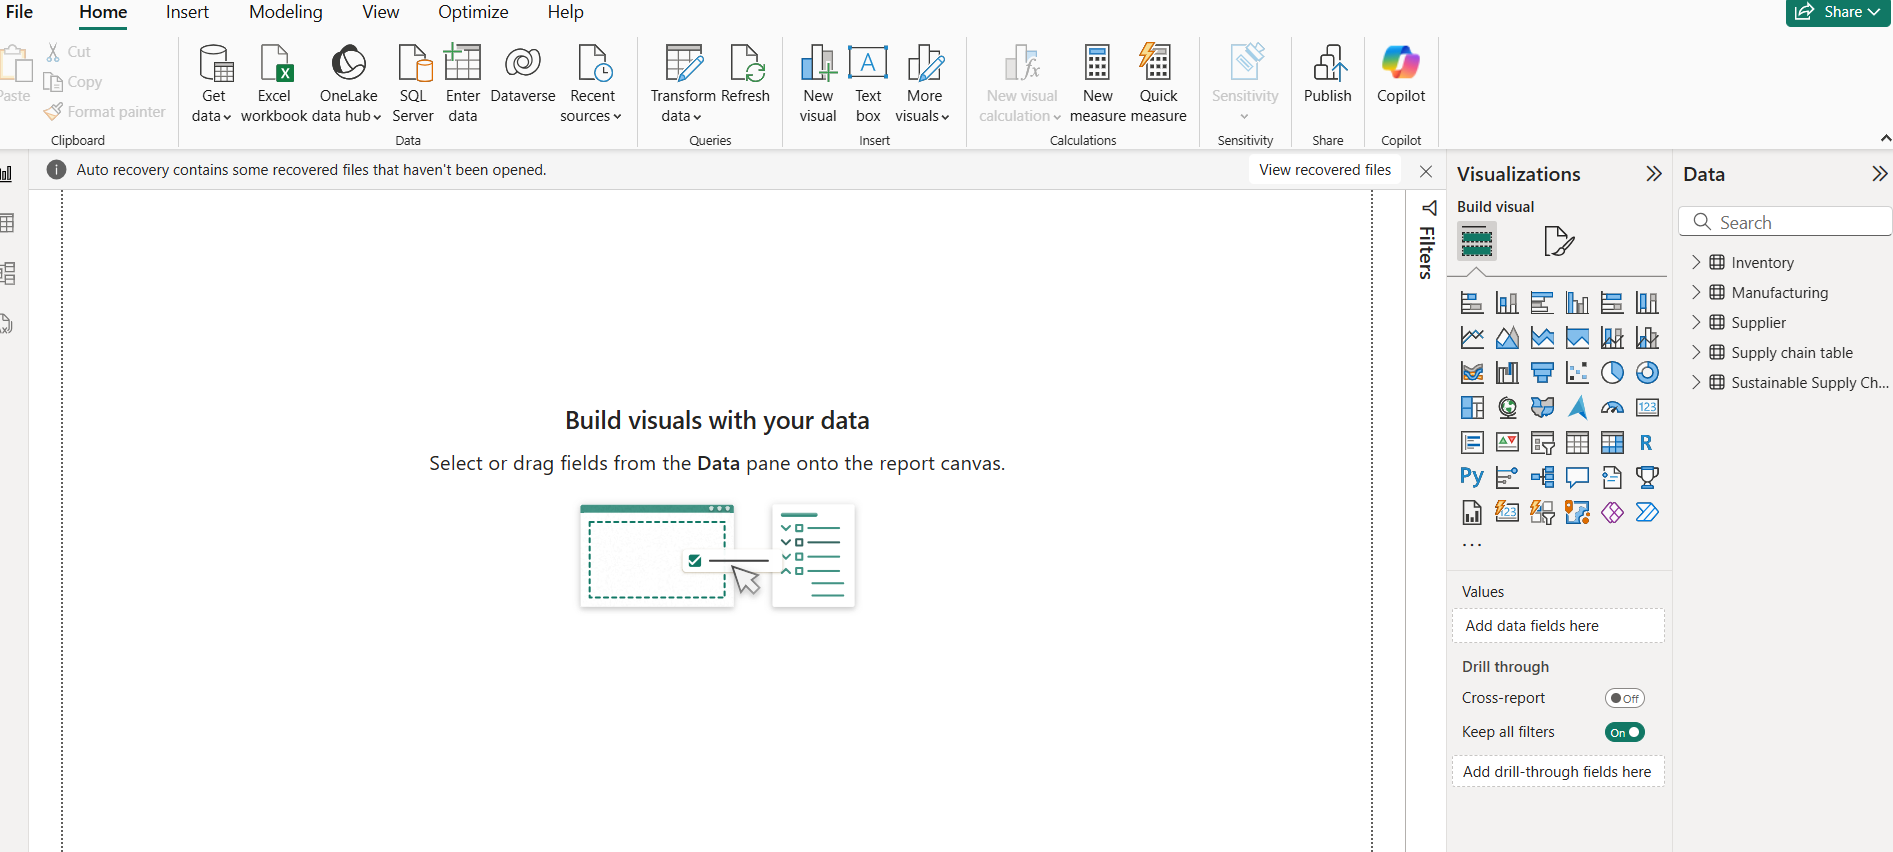 File Home Insert Modeling View Optimize Help Share
Paste
Cut
Copy
Format painter
Clipboard
Get data
Excel workbook
OneLake data hub
SQL Server
Enter data
Dataverse
Recent sources
Data
Transform data
Refresh
Queries
New visual
Text box
More visuals
Insert
New visual calculation
New measure
Quick measure
Calculations
Sensitivity
Sensitivity
Publish
Share
Copilot
Copilot
Auto recovery contains some recovered files that haven't been opened.
View recovered files
Build visuals with your data
Select or drag fields from the Data pane onto the report canvas.
Filters
Visualizations
Build visual
123
R
Py
123
...
Values
Add data fields here
Drill through
Cross-report Off
Keep all filters On
Add drill-through fields here
Data
Search
Inventory
Manufacturing
Supplier
Supply chain table
Sustainable Supply Ch...